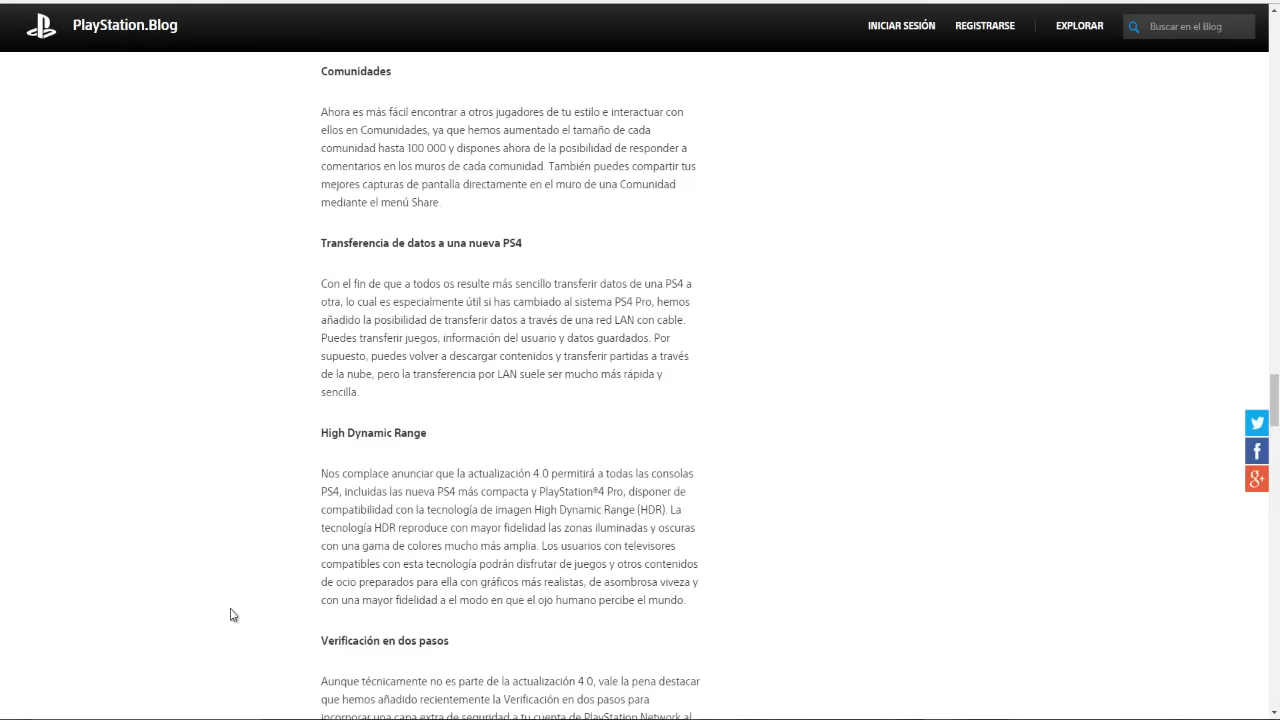 PlayStation.Blog
INICIAR SESIÓN
REGISTRARSE
EXPLORAR
Buscar en el Blog
Comunidades
Ahora es más fácil encontrar a otros jugadores de tu estilo e interactuar con
ellos en Comunidades, ya que hemos aumentado el tamaño de cada
comunidad hasta 100 000 y dispones ahora de la posibilidad de responder a
comentarios en los muros de cada comunidad. También puedes compartir tus
mejores capturas de pantalla directamente en el muro de una Comunidad
mediante el menú Share.
Transferencia de datos a una nueva PS4
Con el fin de que a todos os resulte más sencillo transferir datos de una PS4 a
otra, lo cual es especialmente útil si has cambiado al sistema PS4 Pro, hemos
añadido la posibilidad de transferir datos a través de una red LAN con cable.
Puedes transferir juegos, información del usuario y datos guardados. Por
supuesto, puedes volver a descargar contenidos y transferir partidas a través
de la nube, pero la transferencia por LAN suele ser mucho más rápida y
sencilla.
High Dynamic Range
Nos complace anunciar que la actualización 4.0 permitirá a todas las consolas
PS4, incluidas las nueva PS4 más compacta y PlayStation®4 Pro, disponer de
compatibilidad con la tecnología de imagen High Dynamic Range (HDR). La
tecnología HDR reproduce con mayor fidelidad las zonas iluminadas y oscuras
con una gama de colores mucho más amplia. Los usuarios con televisores
compatibles con esta tecnología podrán disfrutar de juegos y otros contenidos
de ocio preparados para ella con gráficos más realistas, de asombrosa viveza y
con una mayor fidelidad a el modo en que el ojo humano percibe el mundo.
Verificación en dos pasos
Aunque técnicamente no es parte de la actualización 4.0, vale la pena destacar
que hemos añadido recientemente la Verificación en dos pasos para
incorporar una capa extra de seguridad a tu cuenta de PlayStation Network al